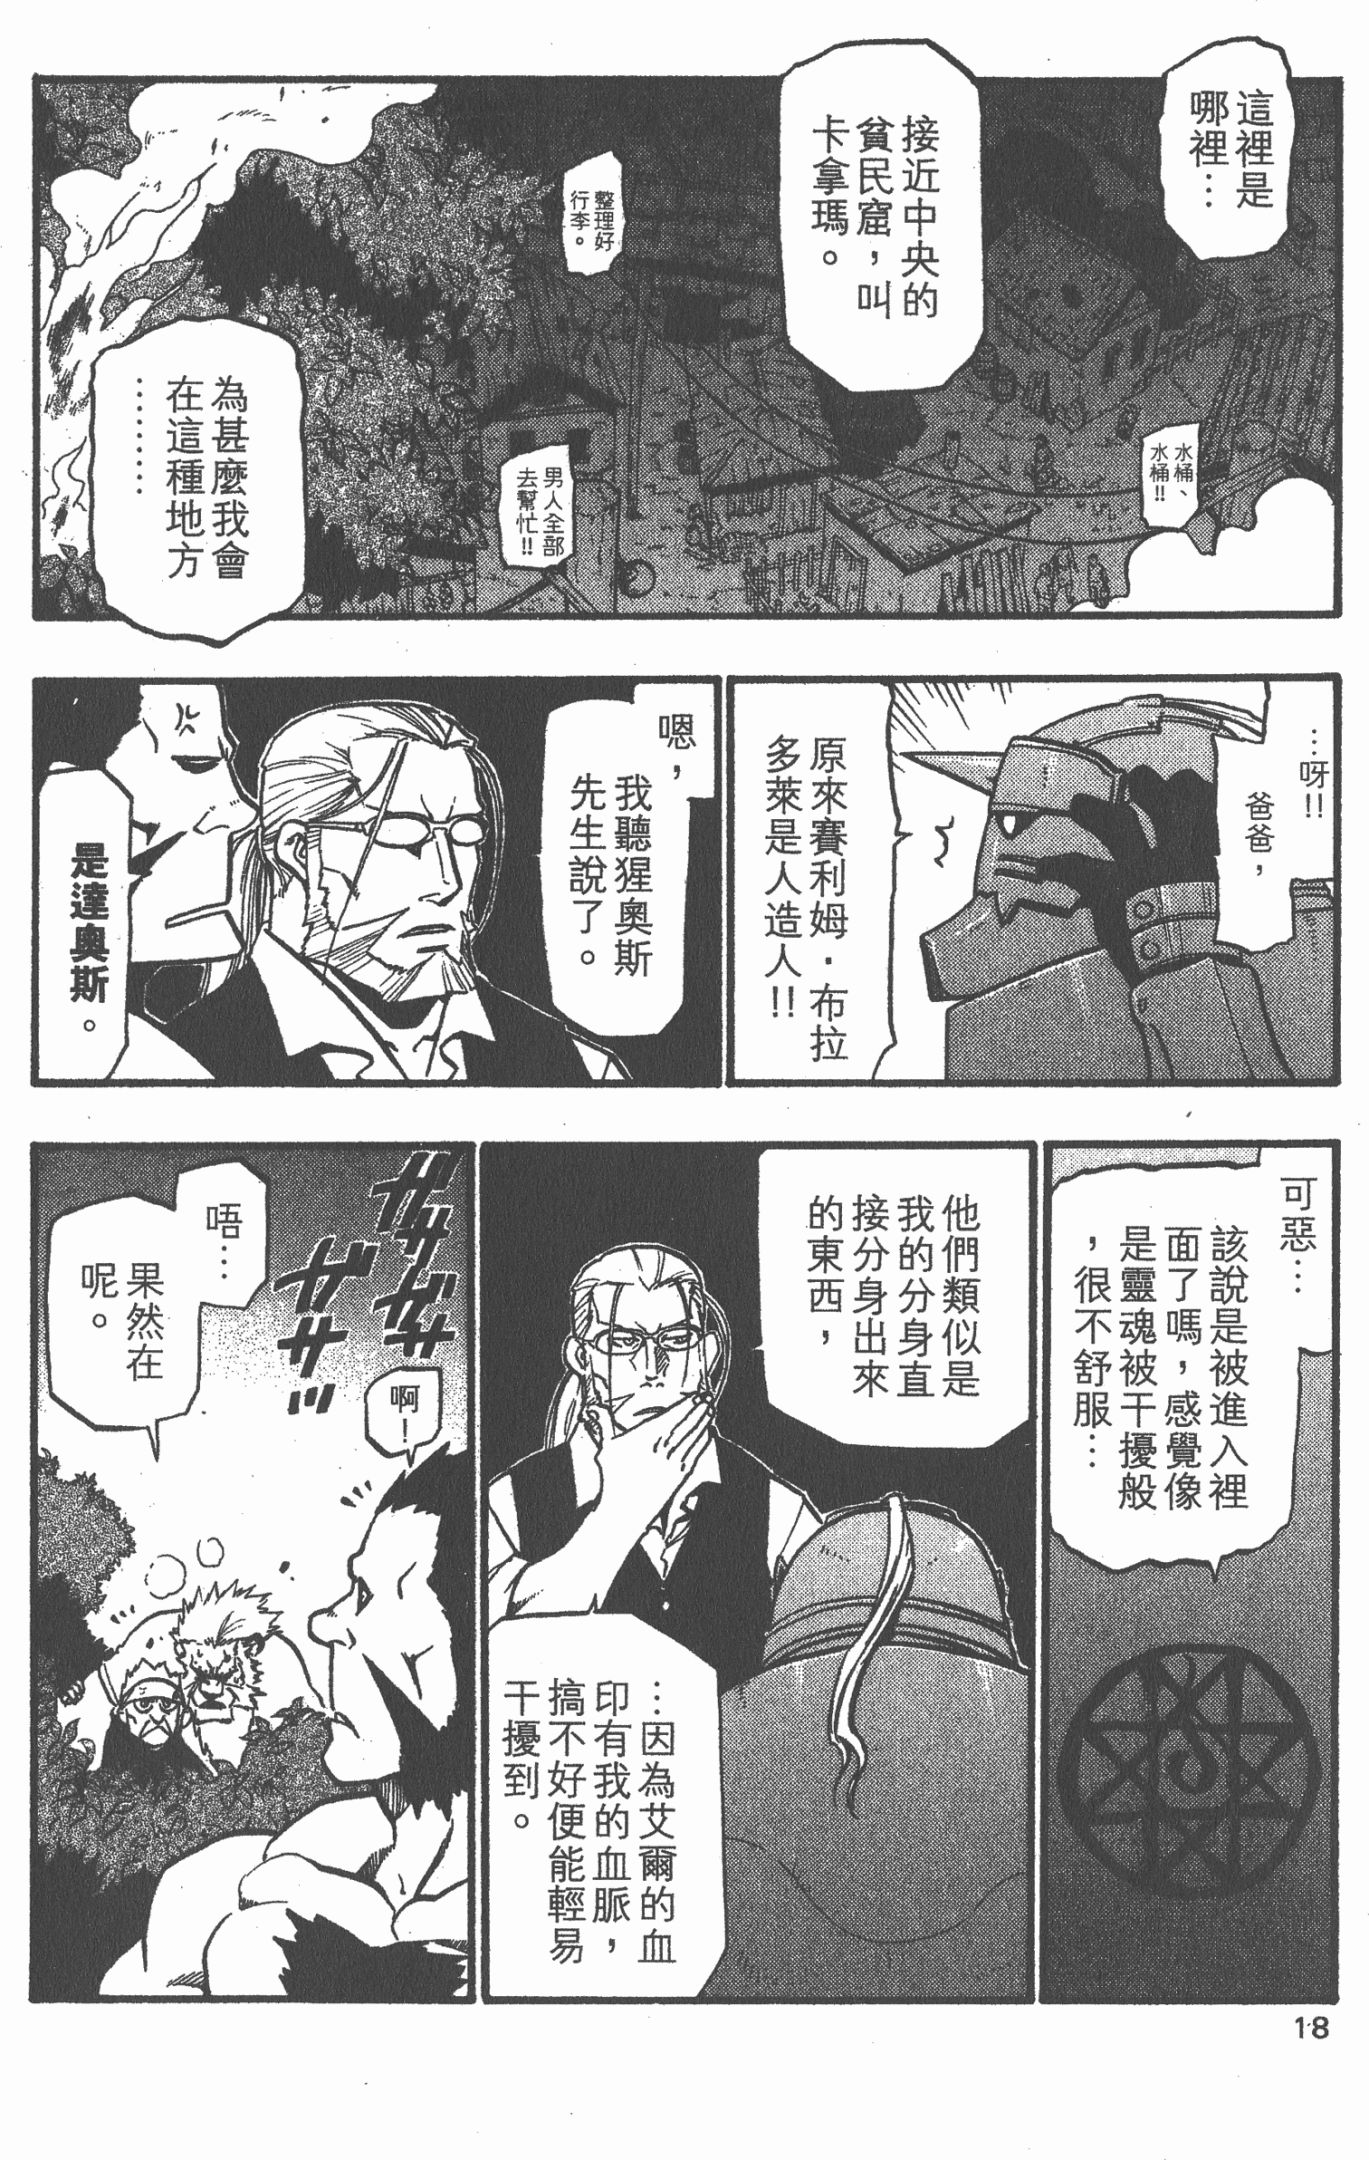 這裡是
哪裡…
接近中央的
貧民窟，叫
卡拿瑪。
整理好
行李。
水桶、
水桶!!
男人全部
去幫忙!!
為甚麼我會
在這種地方
………
…呀!!
爸爸，
原來賽利姆·布拉
多萊是人造人!!
嗯，
我聽猩奧斯
先生說了。
是達奧斯。
可惡…
該說是被進入裡
面了嗎，感覺像
是靈魂被干擾般
，很不舒服…
他們類似是
我的分身直
接分身出來
的東西，
…因為艾爾的血
印有我的血脈，
搞不好便能輕易
干擾到。
ザザザザ
ザザッ
啊！
唔…
果然在
呢。
18